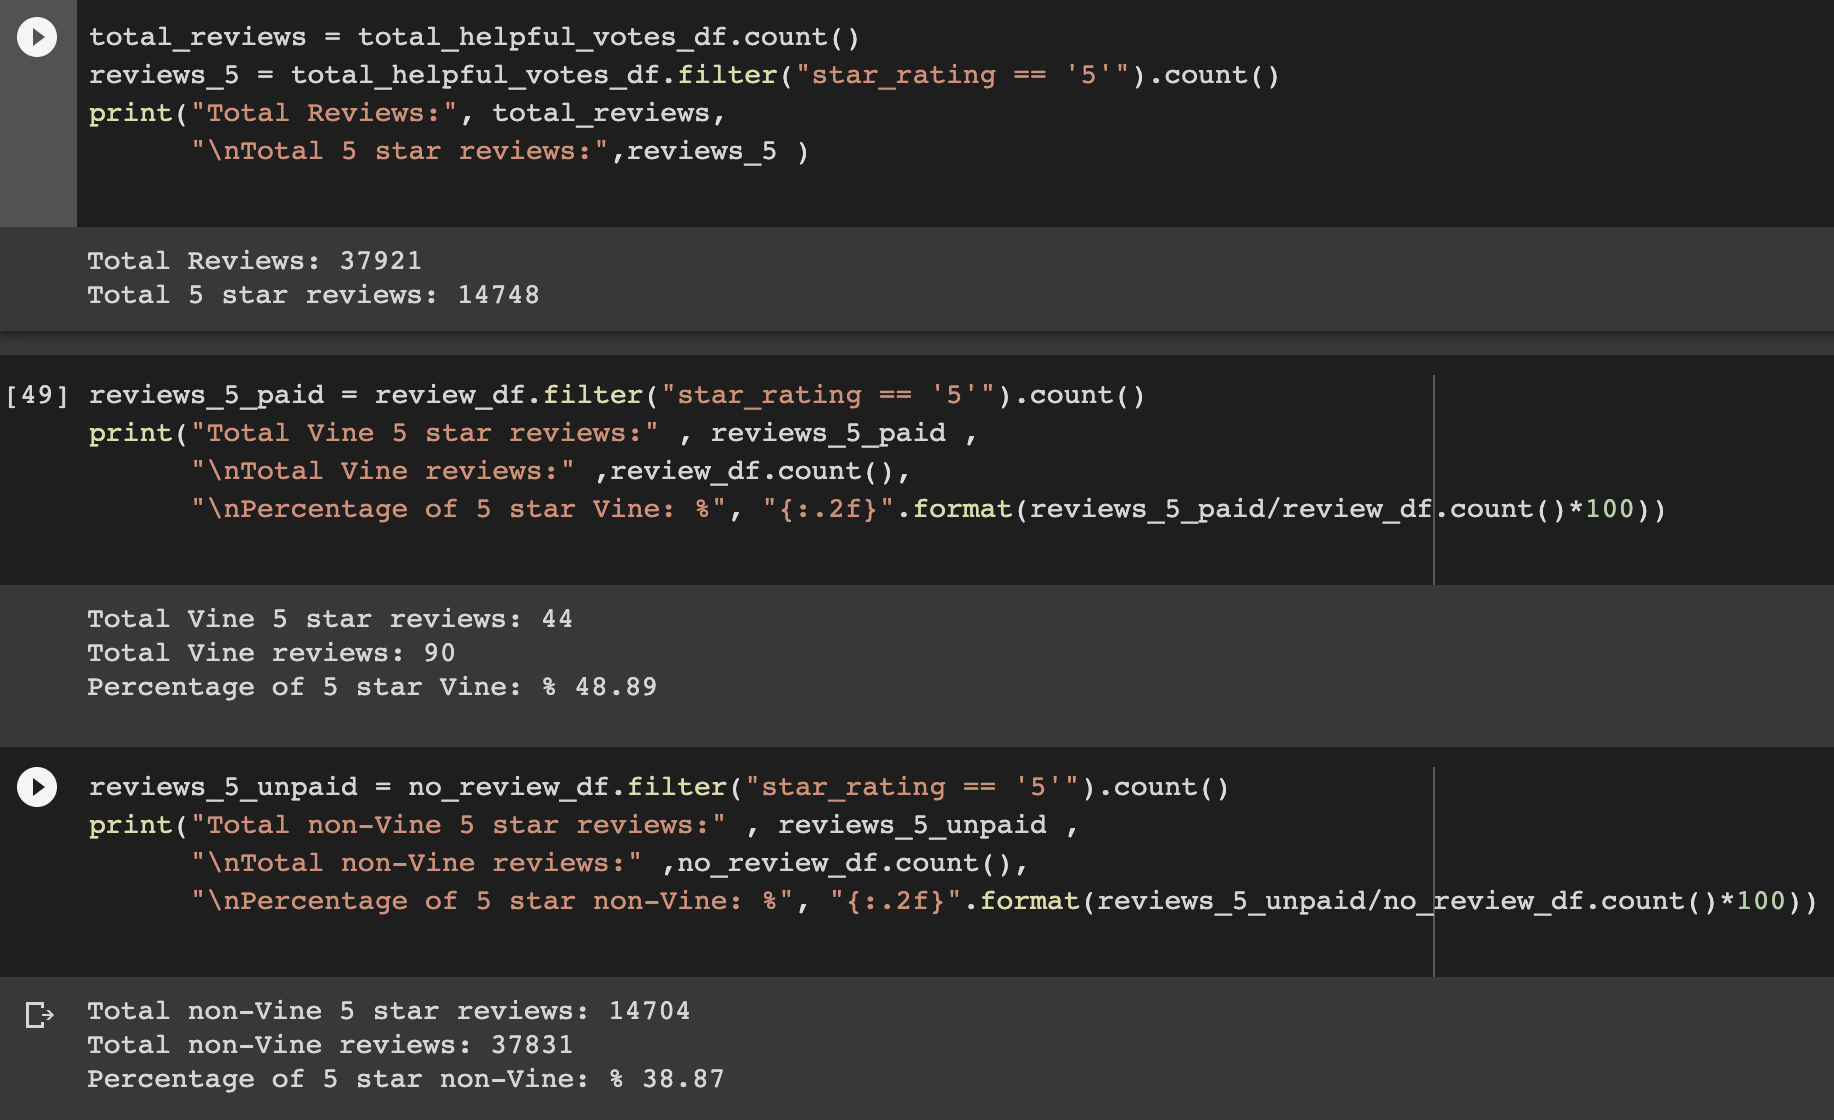 total_reviews = total_helpful_votes_df.count()
reviews_5 = total_helpful_votes_df.filter("star_rating == '5'").count()
print("Total Reviews:", total_reviews,
      "\nTotal 5 star reviews:",reviews_5 )
Total Reviews: 37921
Total 5 star reviews: 14748
[49] reviews_5_paid = review_df.filter("star_rating == '5'").count()
print("Total Vine 5 star reviews:" , reviews_5_paid ,
      "\nTotal Vine reviews:" ,review_df.count(),
      "\nPercentage of 5 star Vine: %", "{:.2f}".format(reviews_5_paid/review_df.count()*100))
Total Vine 5 star reviews: 44
Total Vine reviews: 90
Percentage of 5 star Vine: % 48.89
reviews_5_unpaid = no_review_df.filter("star_rating == '5'").count()
print("Total non-Vine 5 star reviews:" , reviews_5_unpaid ,
      "\nTotal non-Vine reviews:" ,no_review_df.count(),
      "\nPercentage of 5 star non-Vine: %", "{:.2f}".format(reviews_5_unpaid/no_review_df.count()*100))
Total non-Vine 5 star reviews: 14704
Total non-Vine reviews: 37831
Percentage of 5 star non-Vine: % 38.87